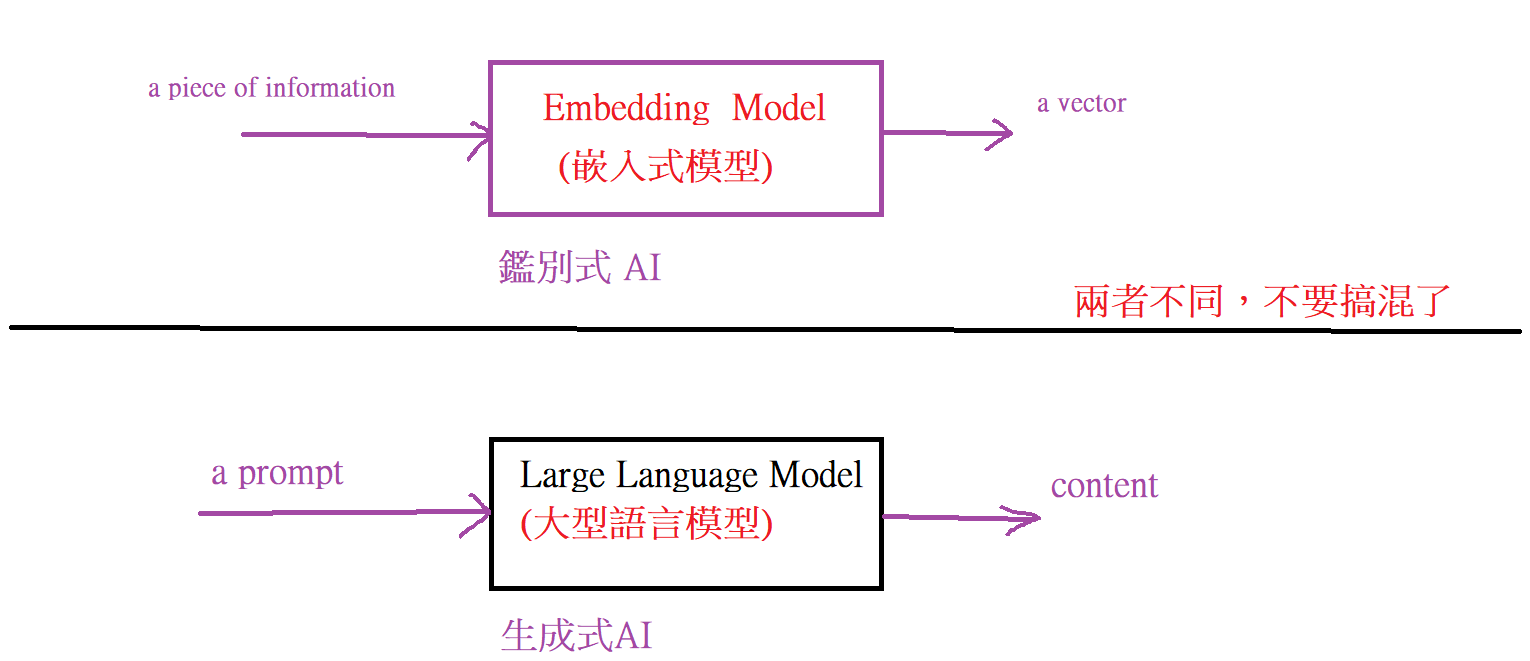 a piece of information
Embedding Model
(嵌入式模型)
a vector
鑑別式 AI
兩者不同，不要搞混了
a prompt
Large Language Model
(大型語言模型)
content
生成式AI